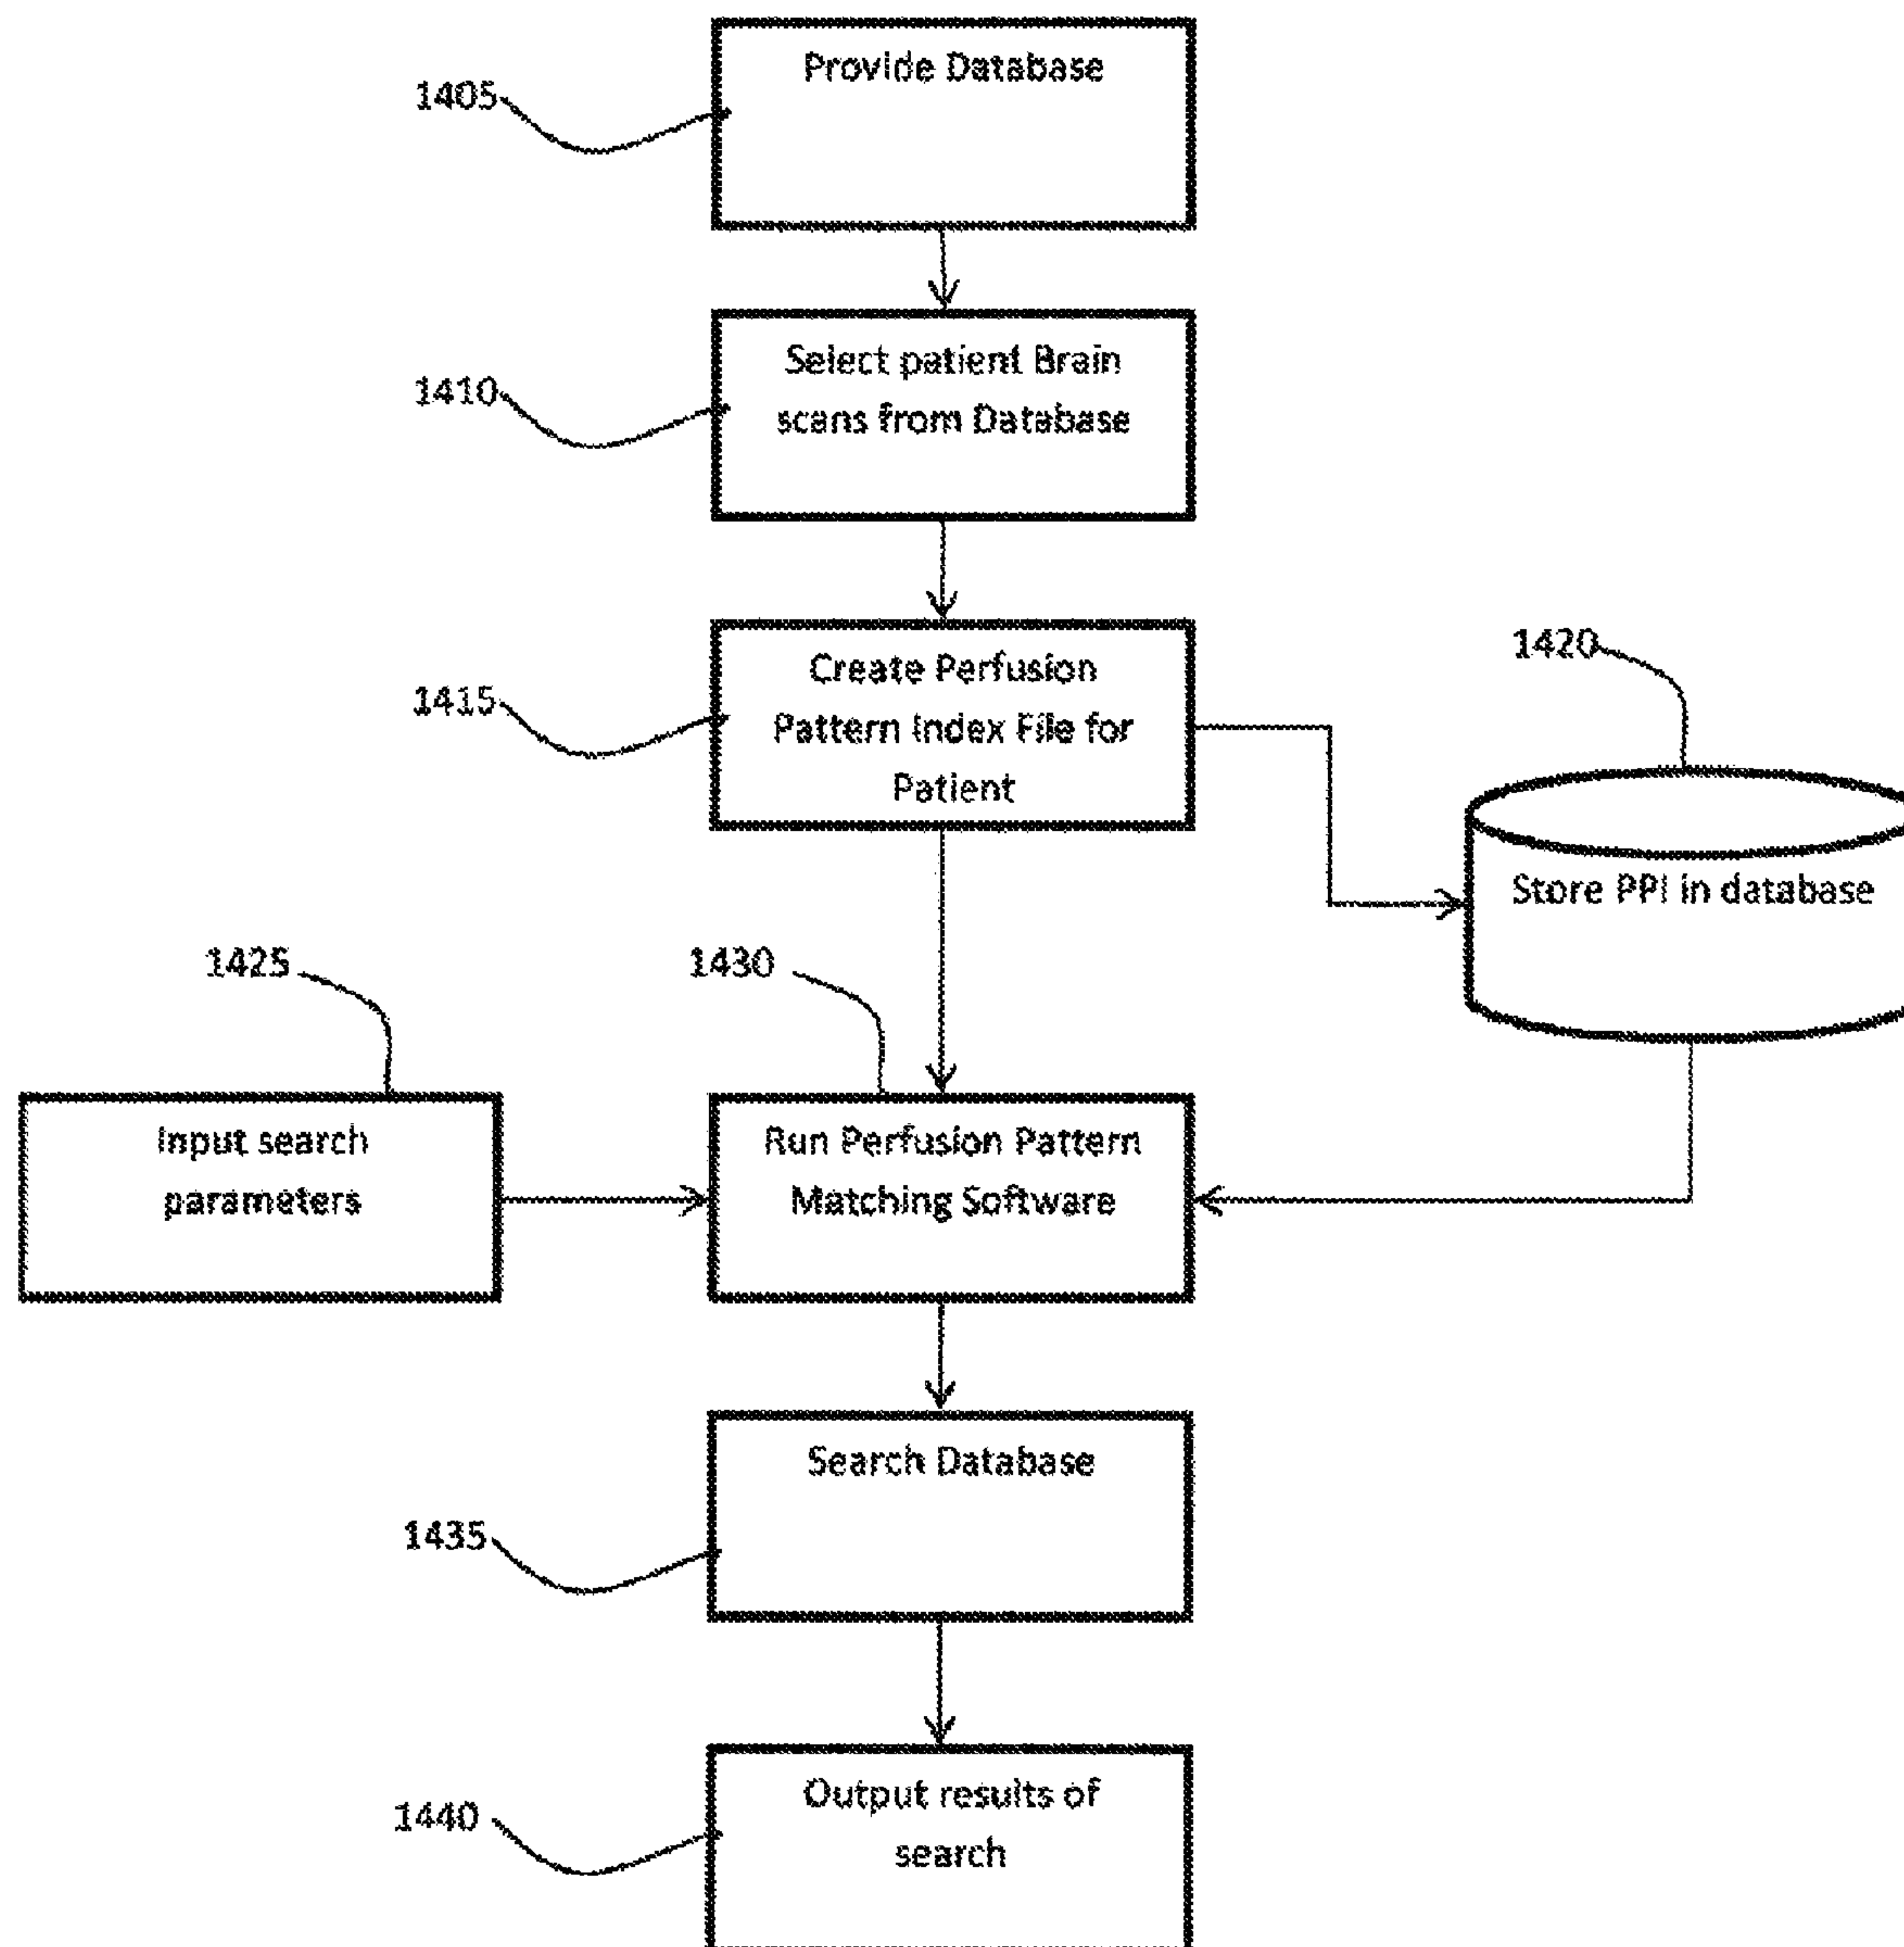 Provide Database
1405
Select patient Brain
scans from Database
1410
Create Perfusion
Pattern Index File for
Patient
1415
1420
Store PPI in database
1425
1430
Input search
parameters
Run Perfusion Pattern
Matching Software
Search Database
1435
Output results of
search
1440